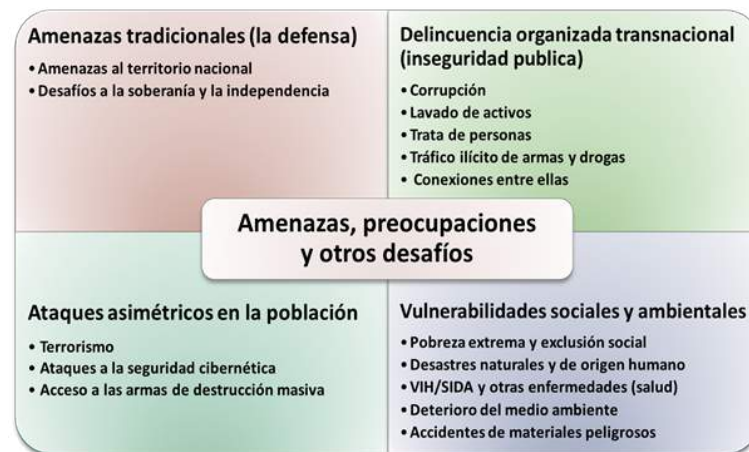 Amenazas tradicionales (la defensa)
• Amenazas al territorio nacional
• Desafíos a la soberanía y la independencia
Delincuencia organizada transnacional
(inseguridad publica)
• Corrupción
• Lavado de activos
• Trata de personas
• Tráfico ilícito de armas y drogas
• Conexiones entre ellas
Amenazas, preocupaciones
y otros desafíos
Ataques asimétricos en la población
• Terrorismo
• Ataques a la seguridad cibernética
• Acceso a las armas de destrucción masiva
Vulnerabilidades sociales y ambientales
• Pobreza extrema y exclusión social
• Desastres naturales y de origen humano
• VIH/SIDA y otras enfermedades (salud)
• Deterioro del medio ambiente
• Accidentes de materiales peligrosos